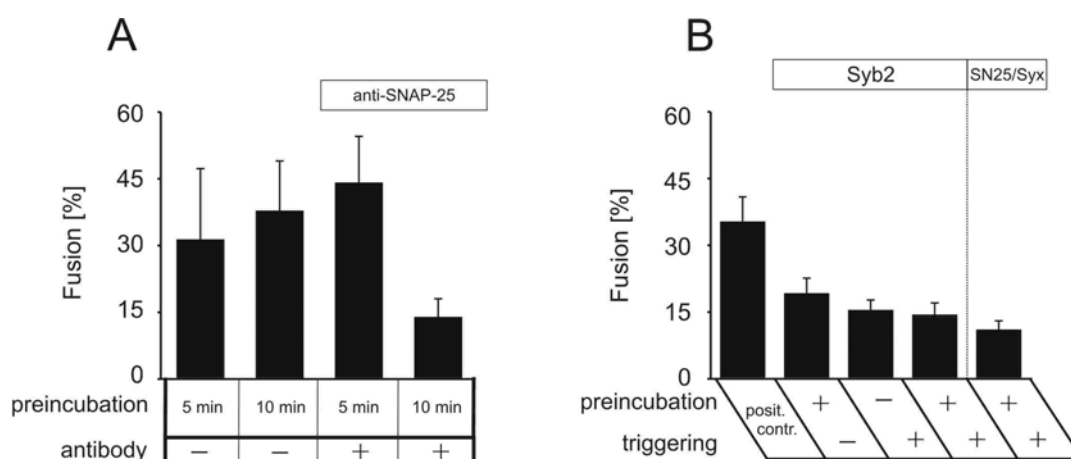 A
anti-SNAP-25
60
45
30
15
0
Fusion [%]
preincubation 5 min 10 min 5 min 10 min
antibody − − + +
B
Syb2 SN25/Syx
60
45
30
15
0
Fusion [%]
preincubation posit. contr. + − + +
triggering − + + +